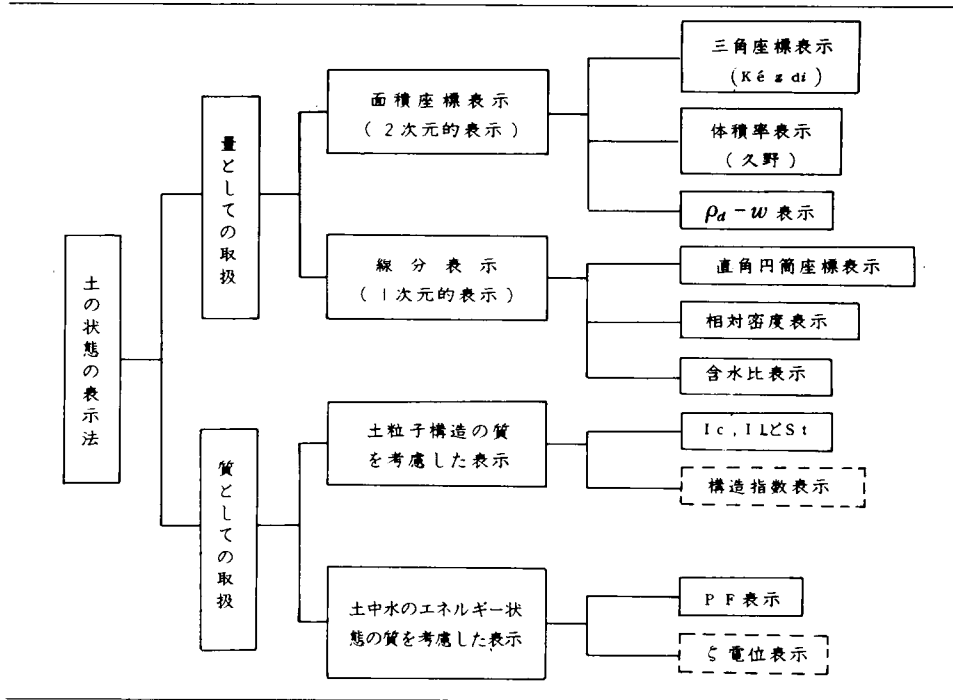 土の状態の表示法
量としての取扱
面積座標表示
(2次元的表示)
三角座標表示
(Kézdi)
体積率表示
(久野)
ρd－w 表示
線分表示
(1次元的表示)
直角円筒座標表示
相対密度表示
含水比表示
質としての取扱
土粒子構造の質
を考慮した表示
Ic, ILとSt
構造指数表示
土中水のエネルギー状
態の質を考慮した表示
PF表示
ζ電位表示